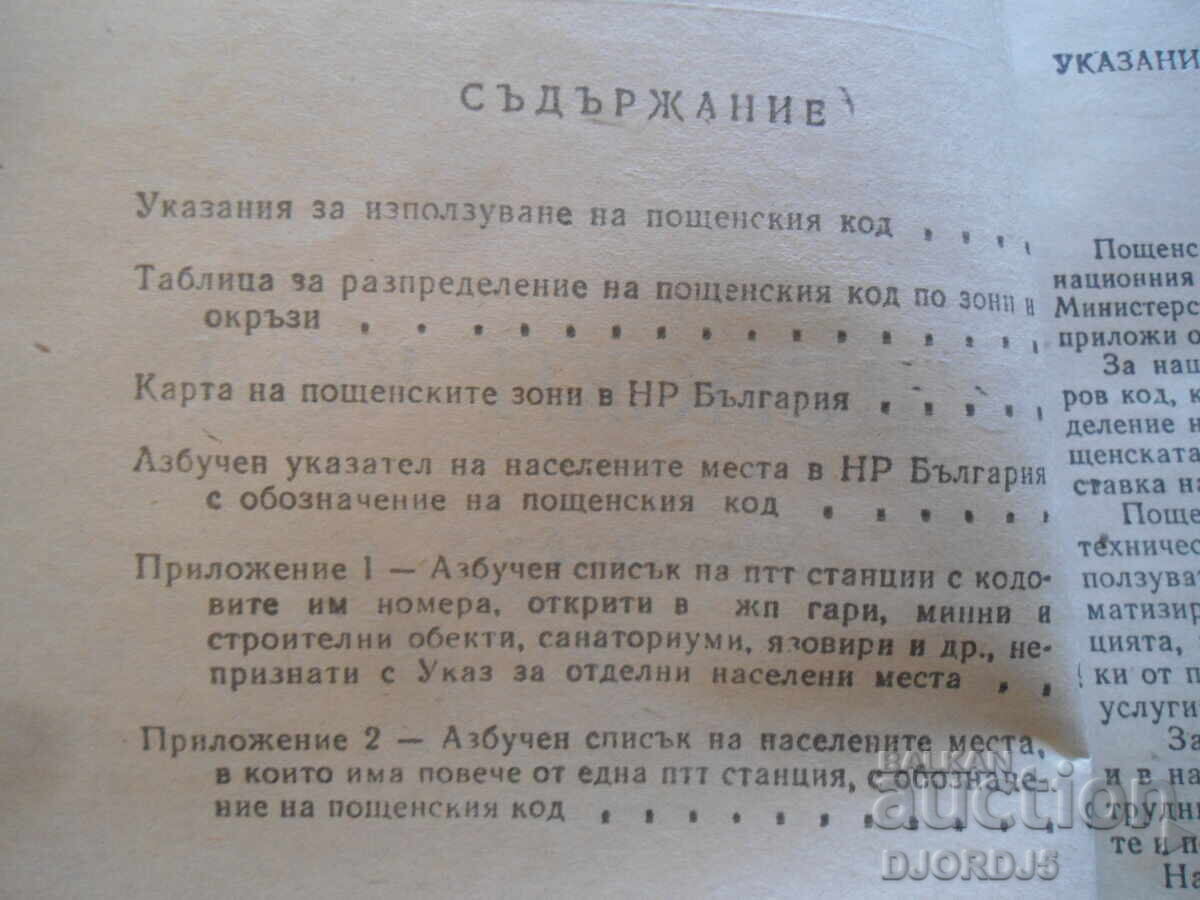 СЪДЪРЖАНИЕ
Указания за използуване на пощенския код . . . .
Таблица за разпределение на пощенския код по зони и
окръзи . . . . . . . . . . . . . .
Карта на пощенските зони в НР България . . . . .
Азбучен указател на населените места в НР България
с обозначение на пощенския код . . . . . .
Приложение 1 — Азбучен списък на птт станции с кодо-
вите им номера, открити в жп гари, минни и
строителни обекти, санаториуми, язовири и др., не-
признати с Указ за отделни населени места . .
Приложение 2 — Азбучен списък на населените места,
в които има повече от една птт станция, с обозначе-
ние на пощенския код . . . . . . . . . . .
УКАЗАНИ
Пощенс
национния
Министерс
приложи о
За нац
ров код, к
деление н
щенската
ставка на
Поще
техничес
ползуват
матизир
цията,
ки от п
услуги
За
и в на
трудни
те и по
На
BALKAN
auction
DJORDJ5